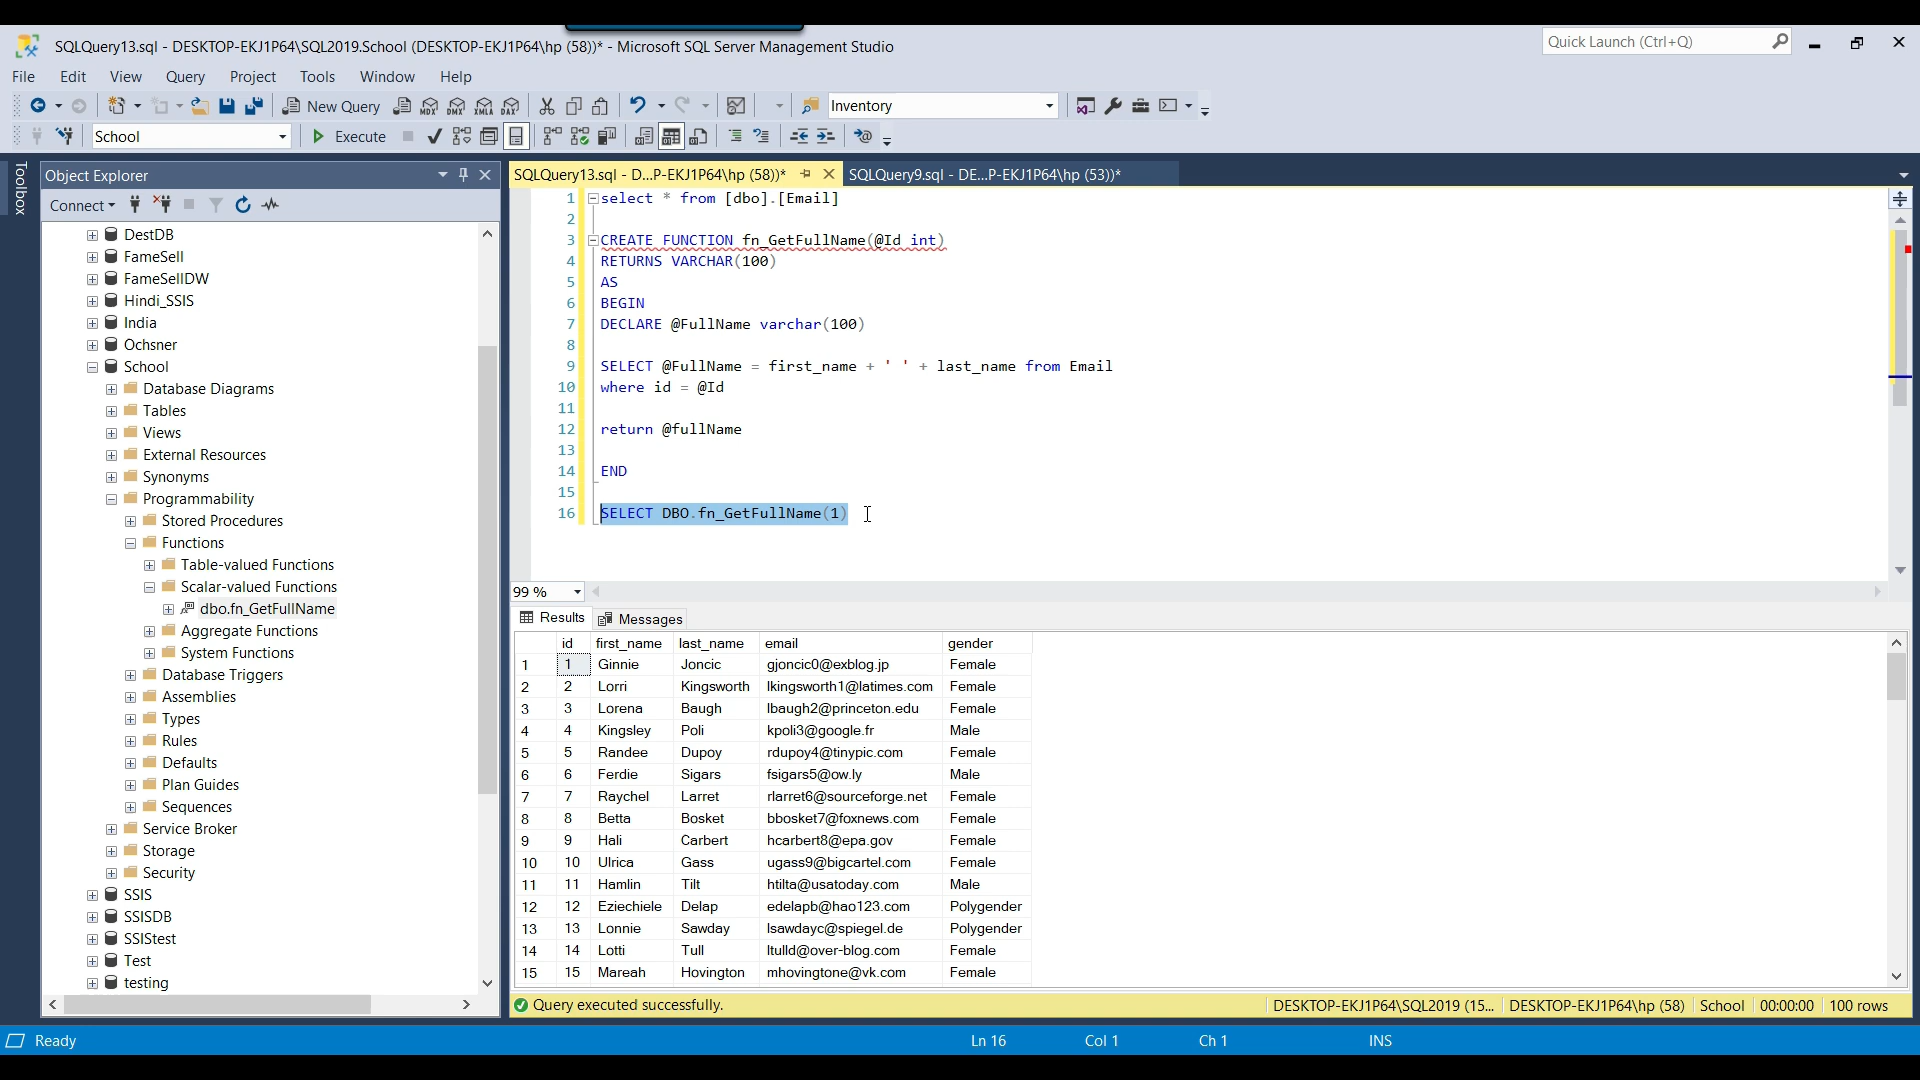 SQLQuery13.sql - DESKTOP-EKJ1P64\SQL2019.School (DESKTOP-EKJ1P64\hp (58))* - Microsoft SQL Server Management Studio
Quick Launch (Ctrl+Q)
File Edit View Query Project Tools Window Help
New Query MDX DMX XMLA DAX Inventory
School Execute
Toolbox
Object Explorer
Connect
DestDB
FameSell
FameSellDW
Hindi_SSIS
India
Ochsner
School
Database Diagrams
Tables
Views
External Resources
Synonyms
Programmability
Stored Procedures
Functions
Table-valued Functions
Scalar-valued Functions
dbo.fn_GetFullName
Aggregate Functions
System Functions
Database Triggers
Assemblies
Types
Rules
Defaults
Plan Guides
Sequences
Service Broker
Storage
Security
SSIS
SSISDB
SSIStest
Test
testing
SQLQuery13.sql - D...P-EKJ1P64\hp (58))* SQLQuery9.sql - DE...P-EKJ1P64\hp (53))*
1 select * from [dbo].[Email]
2
3 CREATE FUNCTION fn_GetFullName(@Id int)
4 RETURNS VARCHAR(100)
5 AS
6 BEGIN
7 DECLARE @FullName varchar(100)
8
9 SELECT @FullName = first_name + ' ' + last_name from Email
10 where id = @Id
11
12 return @fullName
13
14 END
15
16 SELECT DBO.fn_GetFullName(1)
99 %
Results Messages
id first_name last_name email gender
1 1 Ginnie Joncic gjoncic0@exblog.jp Female
2 2 Lorri Kingsworth lkingsworth1@latimes.com Female
3 3 Lorena Baugh lbaugh2@princeton.edu Female
4 4 Kingsley Poli kpoli3@google.fr Male
5 5 Randee Dupoy rdupoy4@tinypic.com Female
6 6 Ferdie Sigars fsigars5@ow.ly Male
7 7 Raychel Larret rlarret6@sourceforge.net Female
8 8 Betta Bosket bbosket7@foxnews.com Female
9 9 Hali Carbert hcarbert8@epa.gov Female
10 10 Ulrica Gass ugass9@bigcartel.com Female
11 11 Hamlin Tilt htilta@usatoday.com Male
12 12 Eziechiele Delap edelapb@hao123.com Polygender
13 13 Lonnie Sawday lsawdayc@spiegel.de Polygender
14 14 Lotti Tull ltulld@over-blog.com Female
15 15 Mareah Hovington mhovingtone@vk.com Female
Query executed successfully. DESKTOP-EKJ1P64\SQL2019 (15... DESKTOP-EKJ1P64\hp (58) School 00:00:00 100 rows
Ready Ln 16 Col 1 Ch 1 INS